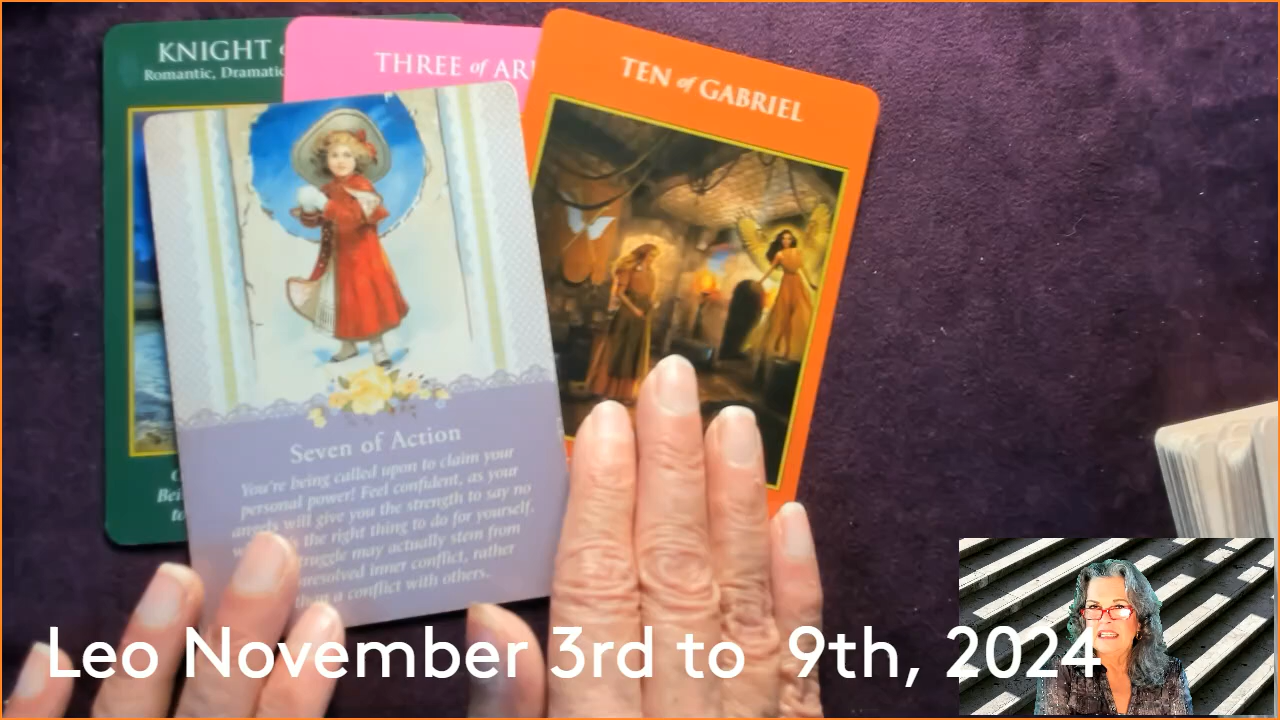 KNIGHT
Romantic, Dramatic
THREE of
TEN of GABRIEL
Seven of Action
You're being called upon to claim your
personal power! Feel confident, as your
angels will give you the strength to say no
the right thing to do for yourself.
may actually stem from
unresolved inner conflict, rather
than a conflict with others.
Leo November 3rd to 9th, 2024